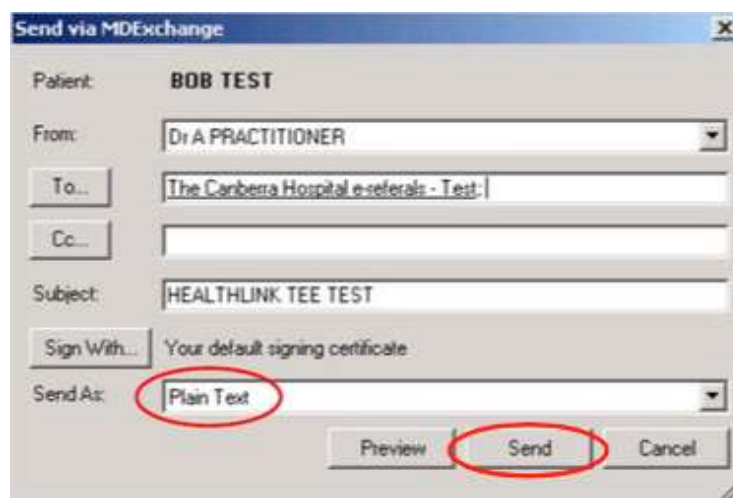 Send via MDExchange
Patient: BOB TEST
From: Dr A PRACTITIONER
To... The Canberra Hospital e-referals - Test;
Cc...
Subject: HEALTHLINK TEE TEST
Sign With... Your default signing certificate
Send As: Plain Text
Preview Send Cancel